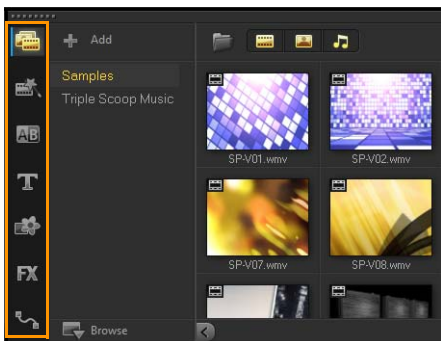 Add
Samples
Triple Scoop Music
SP-V01.wmv
SP-V02.wmv
AB
T
SP-V07.wmv
SP-V08.wmv
FX
Browse